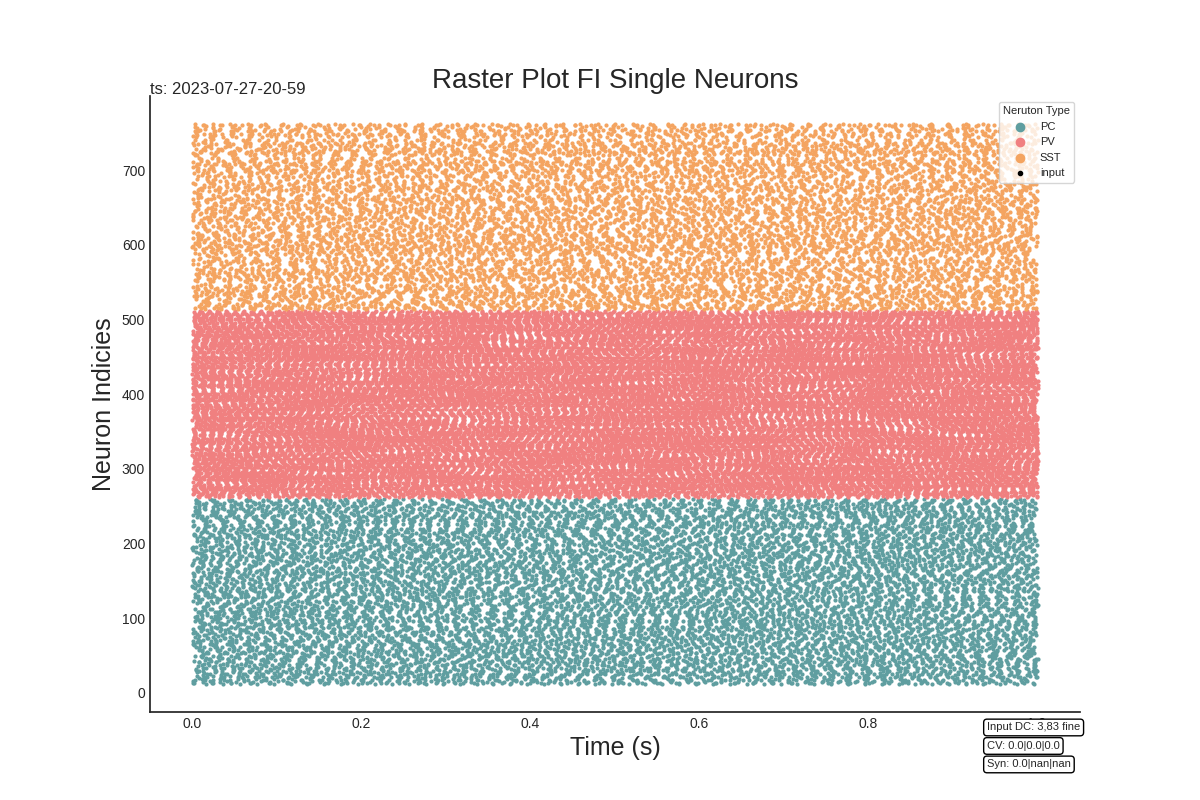 Raster Plot FI Single Neurons
ts: 2023-07-27-20-59
Neruton Type
PC
PV
SST
input
Neuron Indicies
700
600
500
400
300
200
100
0
0.0 0.2 0.4 0.6 0.8
Time (s)
Input DC: 3,83 fine
CV: 0.0|0.0|0.0
Syn: 0.0|nan|nan